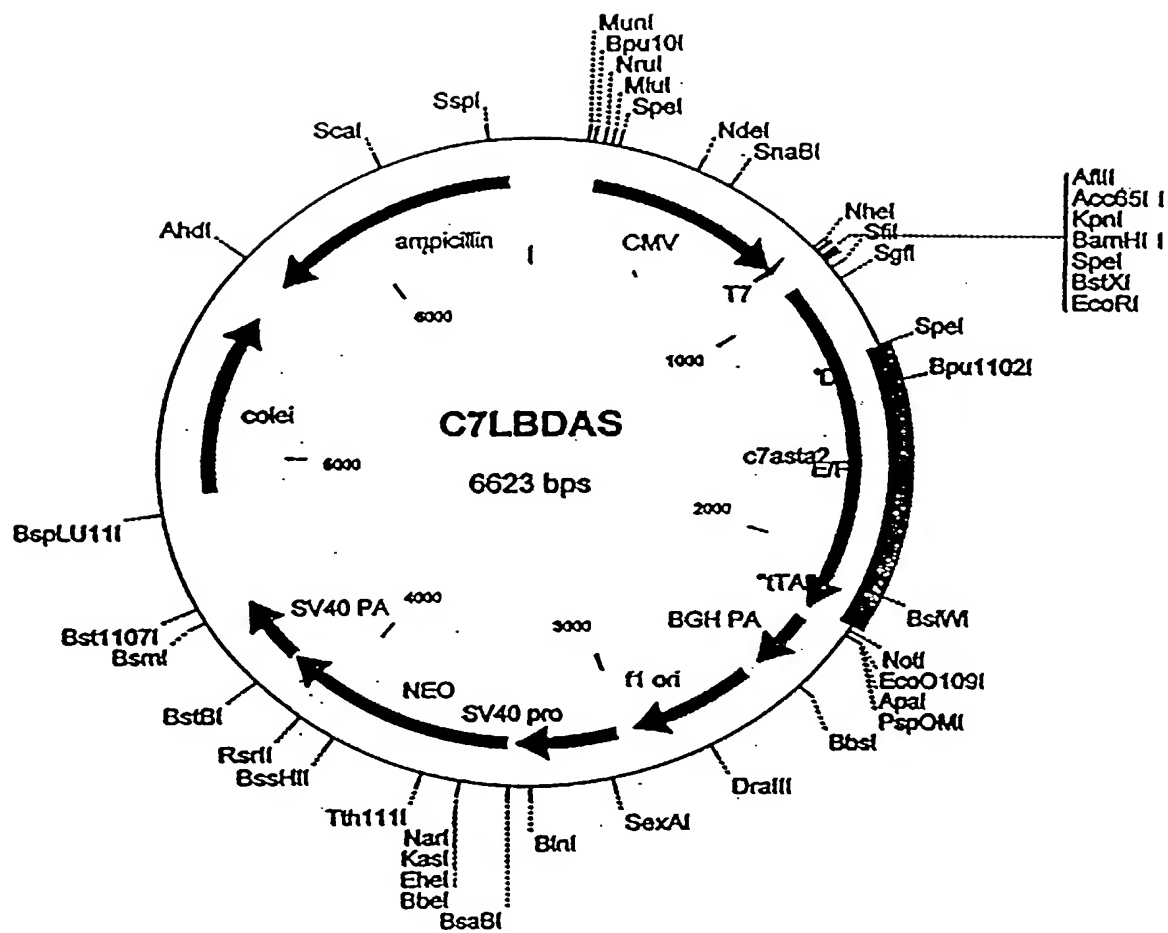 MunI
Bpu10I
NruI
MluI
SpeI
SspI
ScaI
NdeI
SnaBI
AhdI
NheI
SfiI
SgfI
AflII
Acc65I I
KpnI
BamHI I
SpeI
BstXI
EcoRI
ampicillin
I
CMV
T7
6000
1000
SpeI
Bpu1102I
"D
colei
C7LBDAS
c7asta2
E/F
5000
6623 bps
2000
BspLU11I
"tTA
SV40 PA
4000
BGH PA
BsiWI
Bst1107I
BsmI
3000
NotI
EcoO109I
ApaI
PspOMI
f1 ori
NEO
SV40 pro
BstBI
BbsI
RsrII
BssHII
DraIII
Tth111I
SexAI
NarI
KasI
EheI
BbeI
BlnI
BsaBI